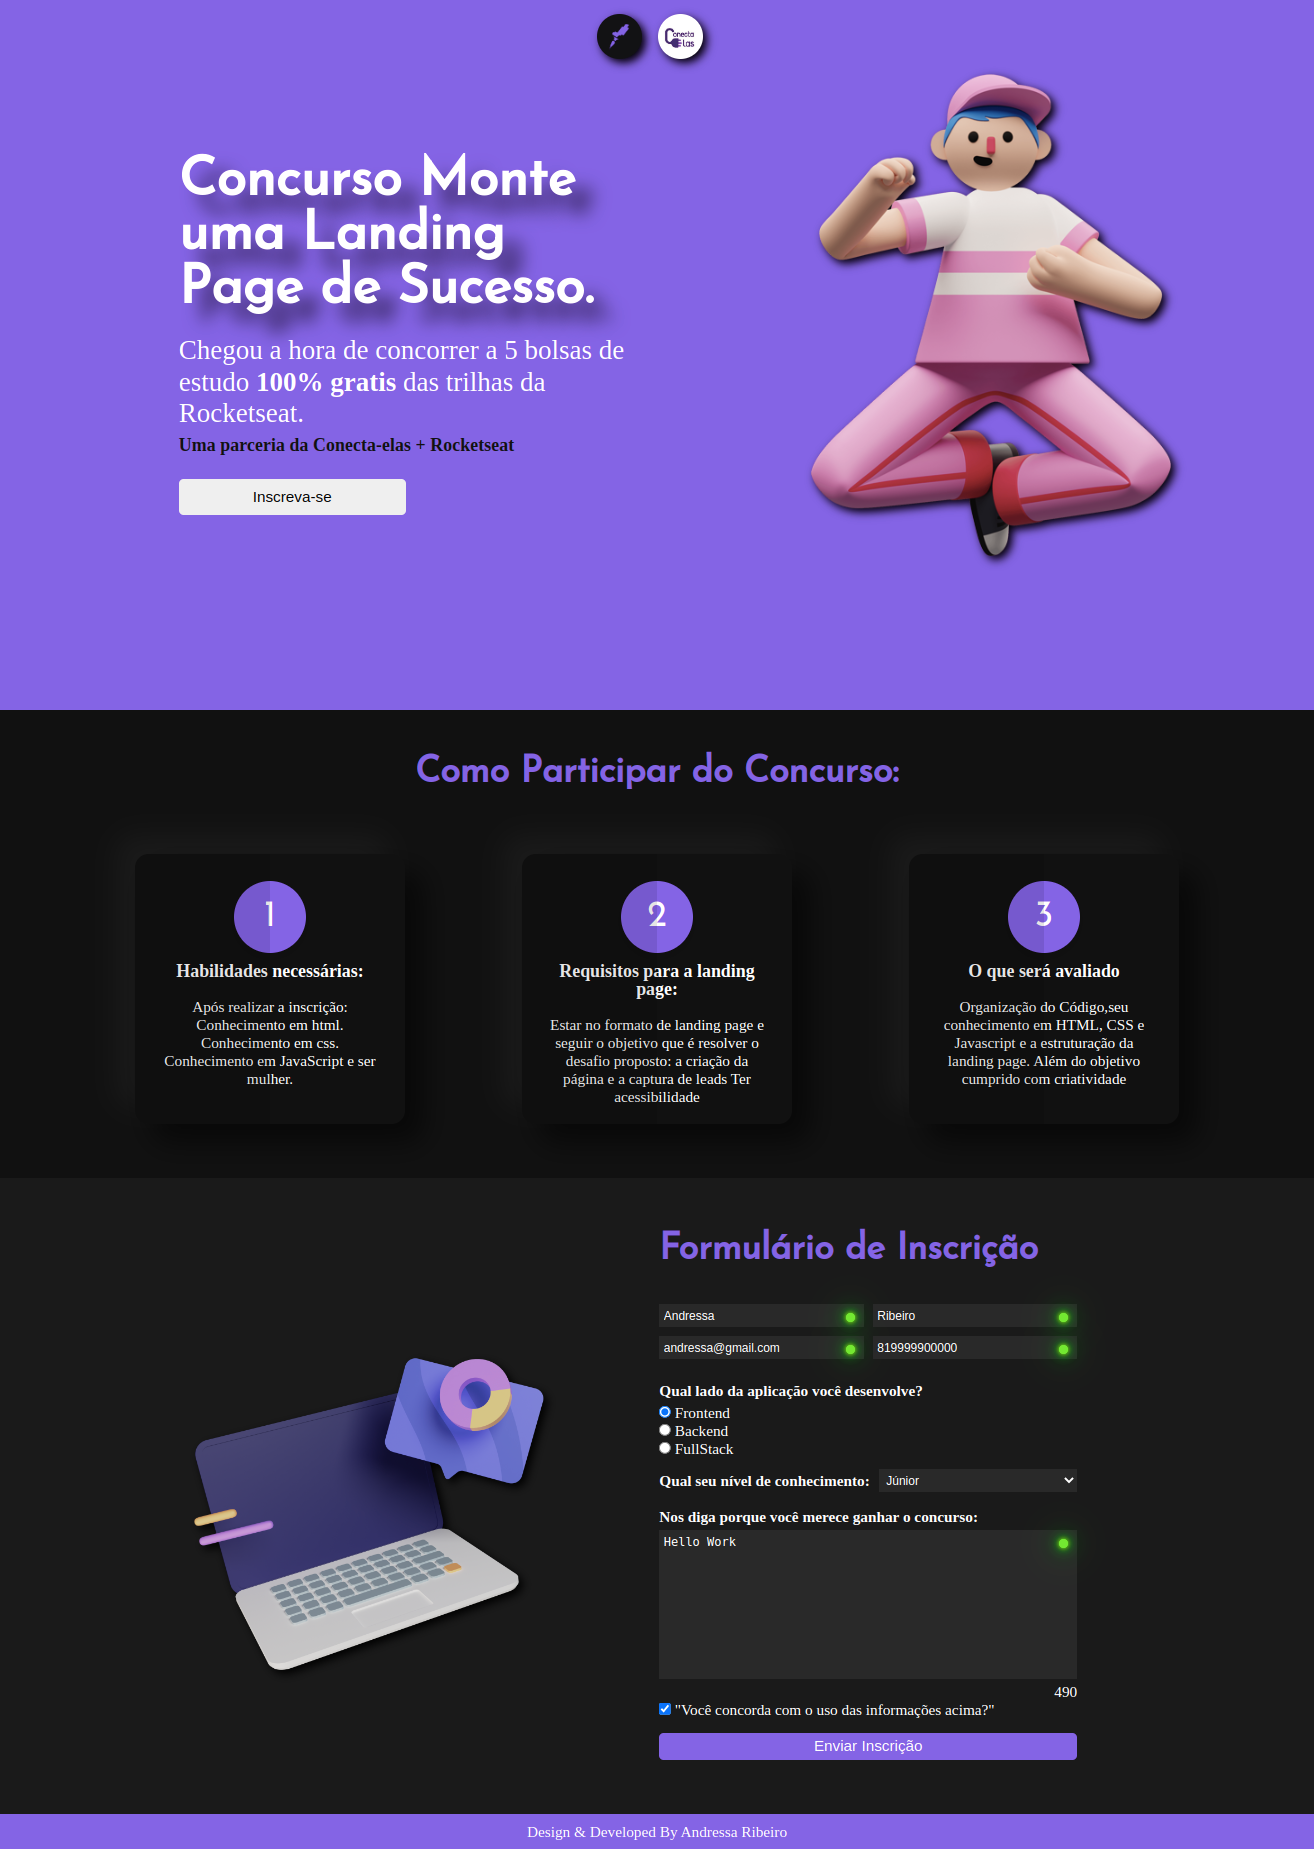 Conecta
las
Concurso Monte
uma Landing
Page de Sucesso.
Chegou a hora de concorrer a 5 bolsas de
estudo 100% gratis das trilhas da
Rocketseat.
Uma parceria da Conecta-elas + Rocketseat
Inscreva-se
Como Participar do Concurso:
1
Habilidades necessárias:
Após realizar a inscrição:
Conhecimento em html.
Conhecimento em css.
Conhecimento em JavaScript e ser
mulher.
2
Requisitos para a landing
page:
Estar no formato de landing page e
seguir o objetivo que é resolver o
desafio proposto: a criação da
página e a captura de leads Ter
acessibilidade
3
O que será avaliado
Organização do Código,seu
conhecimento em HTML, CSS e
Javascript e a estruturação da
landing page. Além do objetivo
cumprido com criatividade
Formulário de Inscrição
Andressa Ribeiro
andressa@gmail.com 819999900000
Qual lado da aplicação você desenvolve?
Frontend
Backend
FullStack
Qual seu nível de conhecimento: Júnior
Nos diga porque você merece ganhar o concurso:
Hello Work
490
"Você concorda com o uso das informações acima?"
Enviar Inscrição
Design & Developed By Andressa Ribeiro